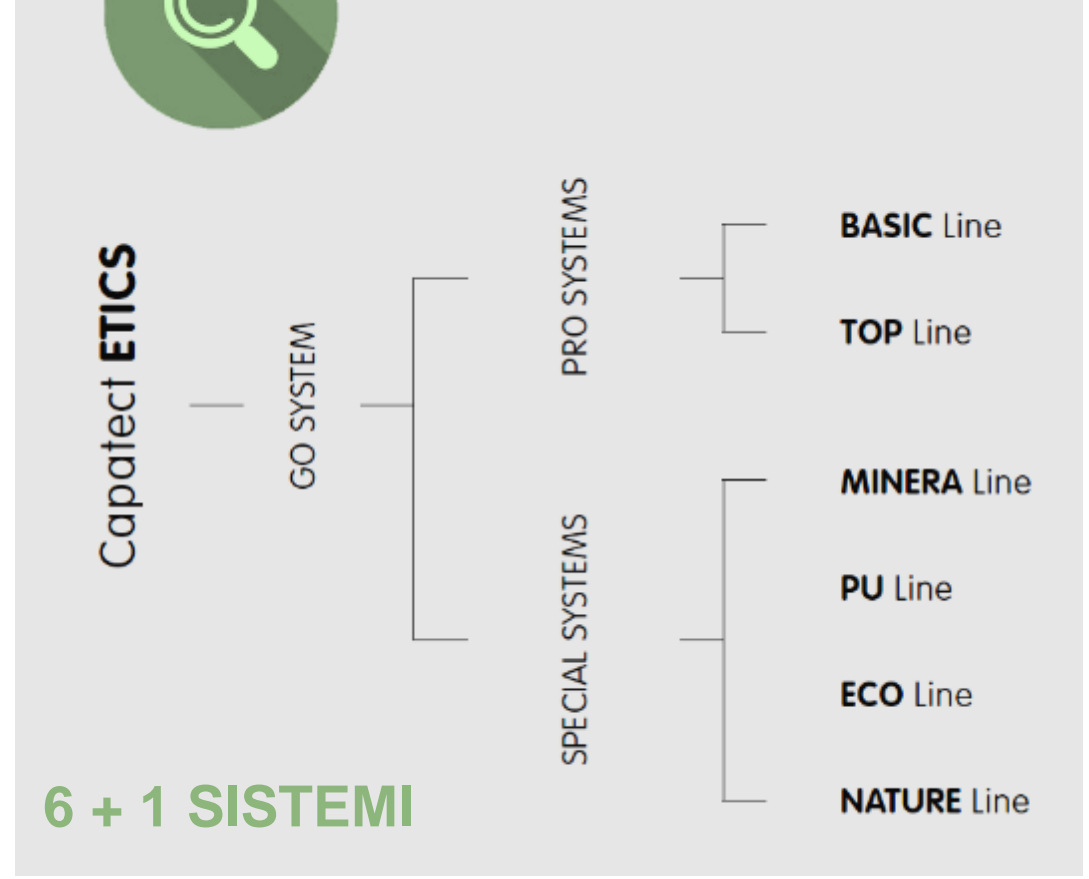 Capatect ETICS
GO SYSTEM
PRO SYSTEMS
BASIC Line
TOP Line
SPECIAL SYSTEMS
MINERA Line
PU Line
ECO Line
NATURE Line
6 + 1 SISTEMI